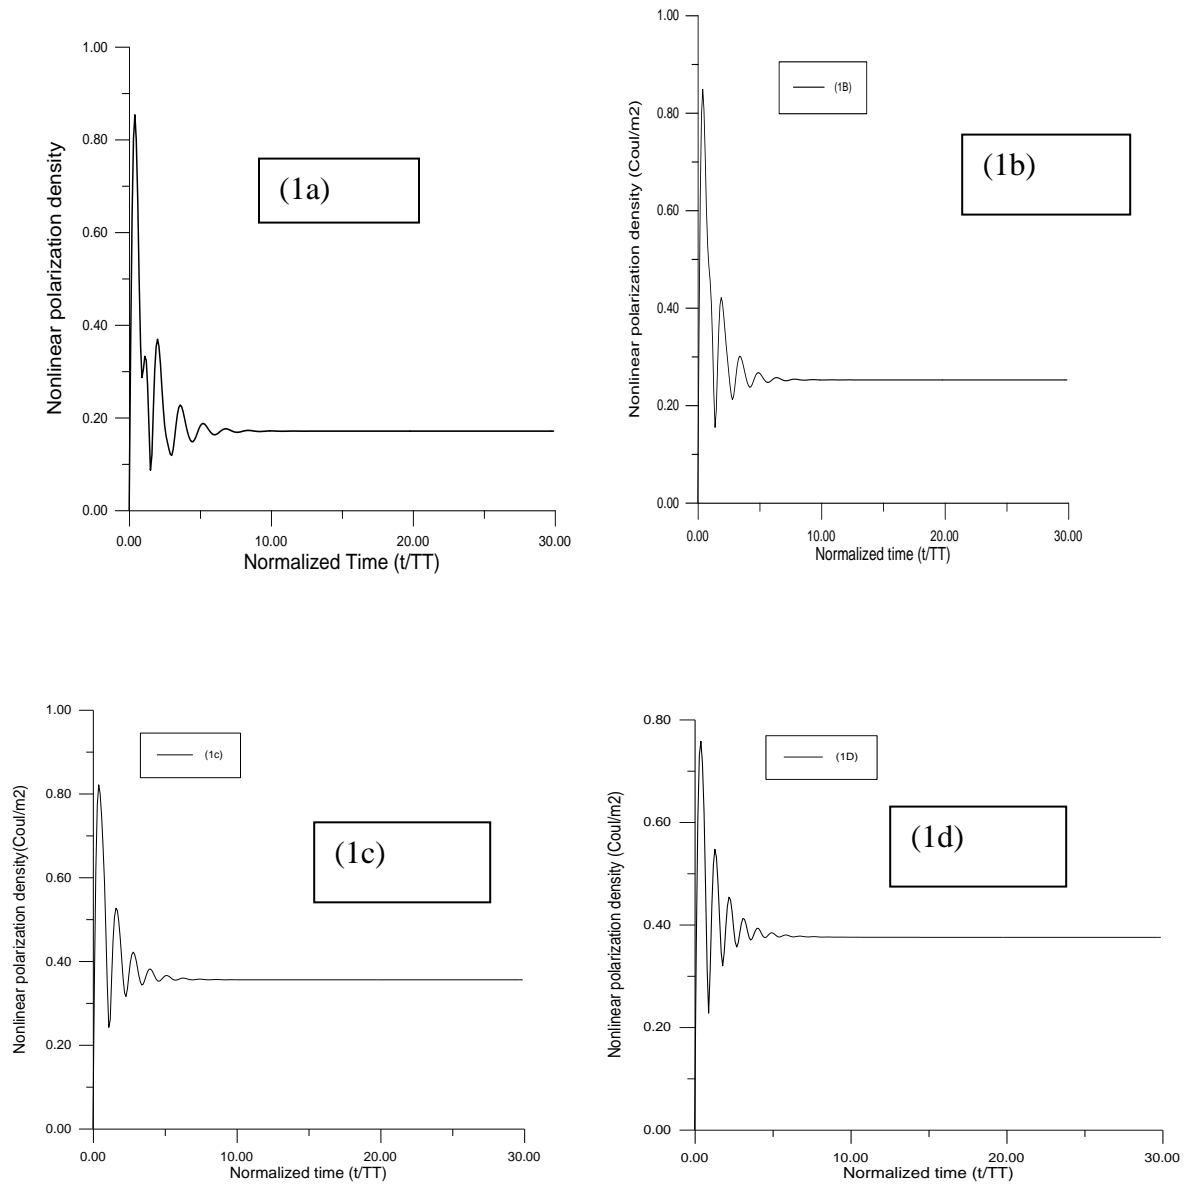 1.00
0.80
0.60
0.40
0.20
0.00
Nonlinear polarization density
(1a)
0.00 10.00 20.00 30.00
Normalized Time (t/TT)
1.00
0.80
0.60
0.40
0.20
0.00
Nonlinear polarization density (Coul/m2)
(1B)
(1b)
0.00 10.00 20.00 30.00
Normalized time (t/TT)
1.00
0.80
0.60
0.40
0.20
0.00
Nonlinear polarization density(Coul/m2)
(1c)
(1c)
0.00 10.00 20.00 30.00
Normalized time (t/TT)
0.80
0.60
0.40
0.20
0.00
Nonlinear polarization density (Coul/m2)
(1D)
(1d)
0.00 10.00 20.00 30.00
Normalized time (t/TT)